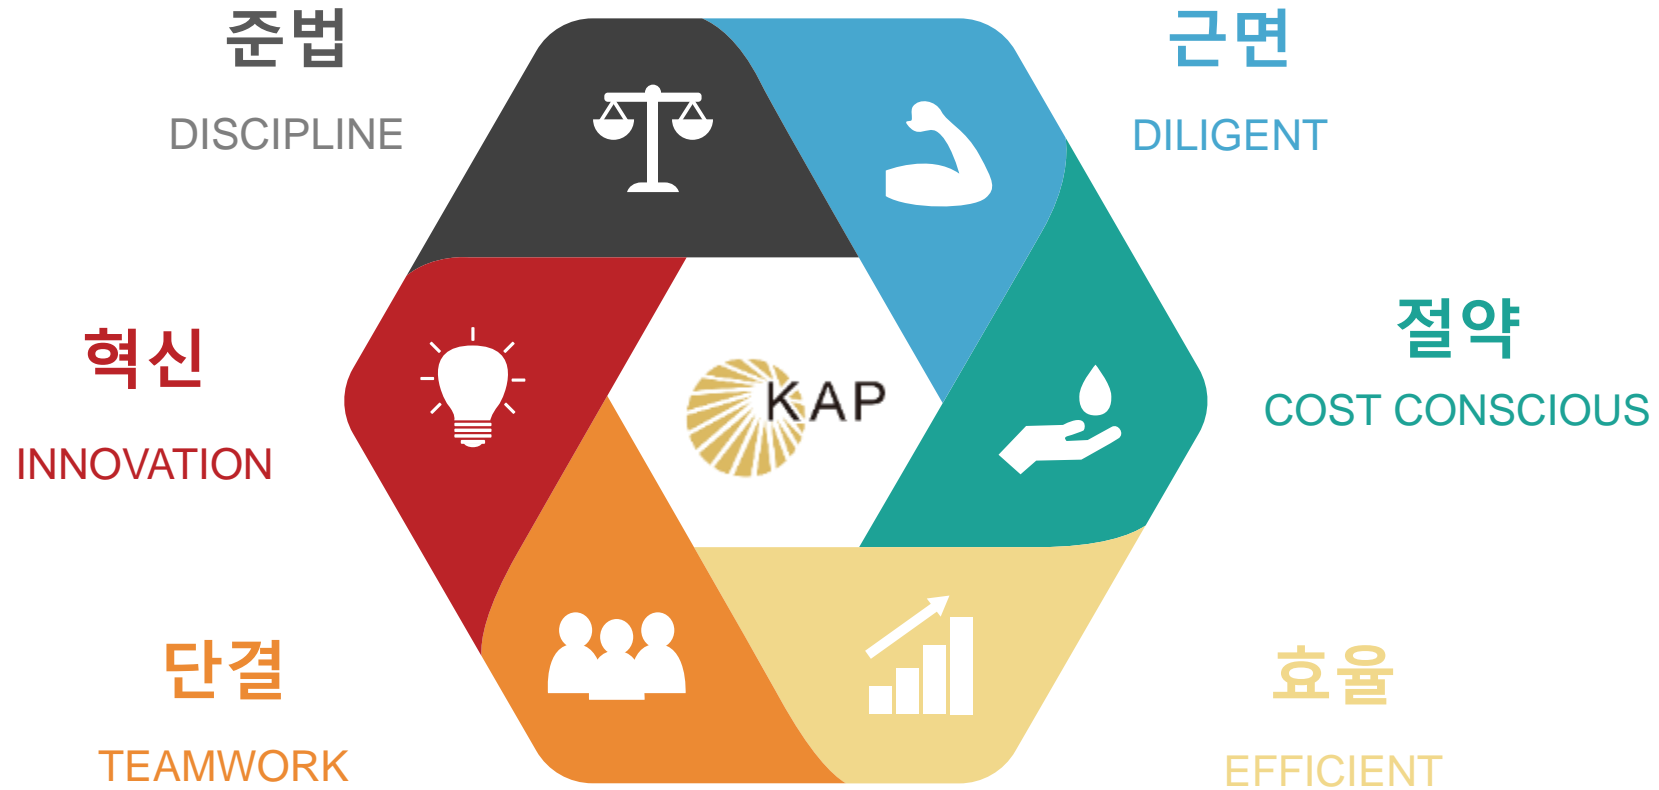 준법
DISCIPLINE
근면
DILIGENT
혁신
INNOVATION
KAP
절약
COST CONSCIOUS
단결
TEAMWORK
효율
EFFICIENT